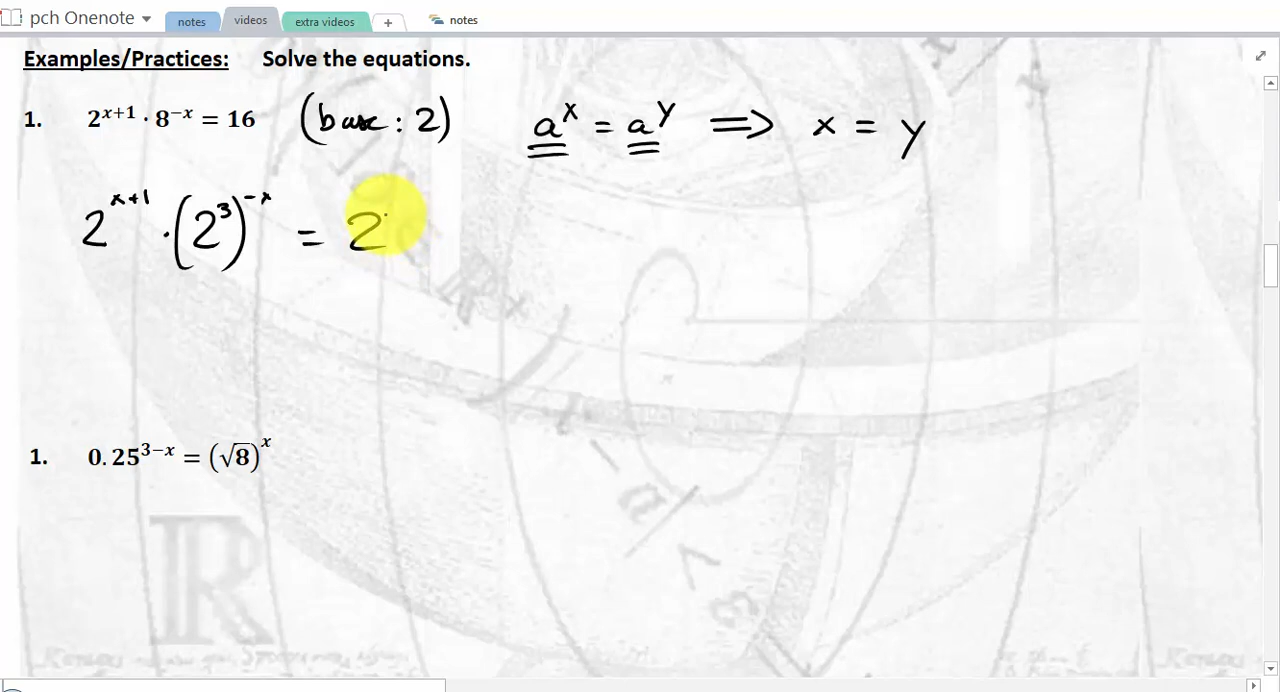 pch Onenote
notes videos extra videos + notes
Examples/Practices: Solve the equations.
1. 2^{x+1} · 8^{-x} = 16 (base : 2) a^x = a^y ⟹ x = y
2^{x+1} · (2^3)^{-x} = 2
1. 0.25^{3-x} = (√8)^x